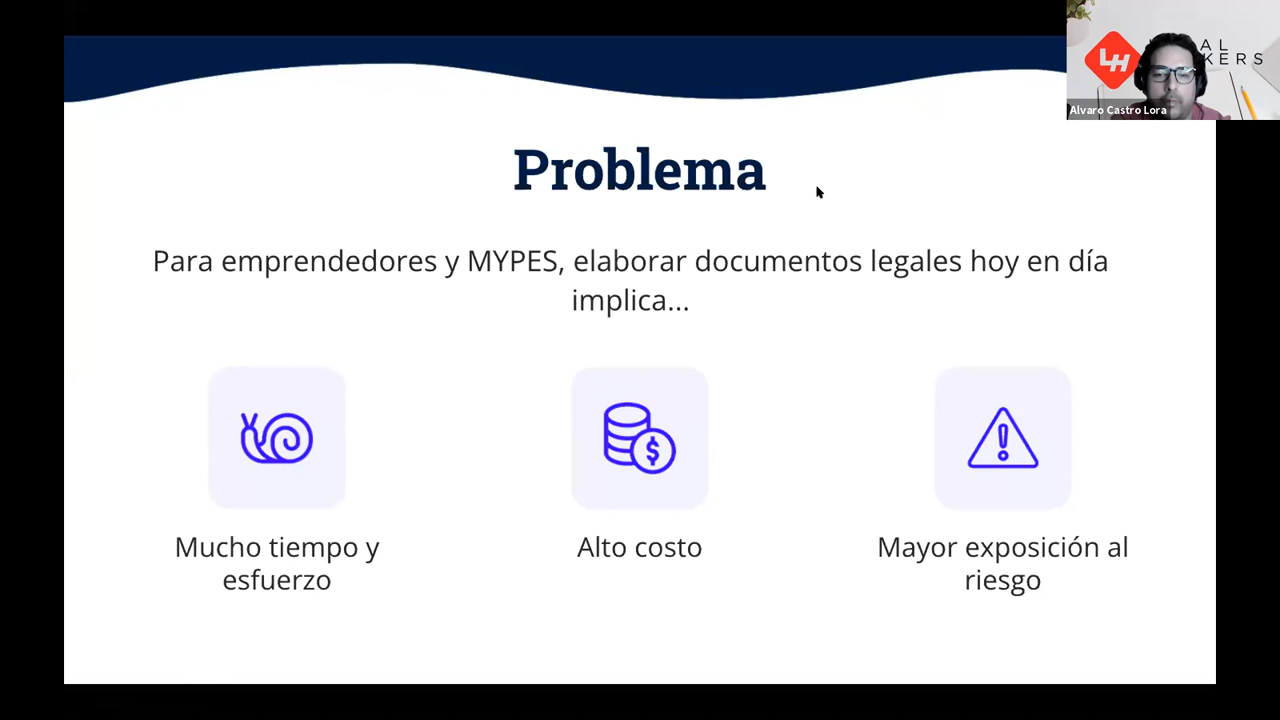 Problema
Para emprendedores y MYPES, elaborar documentos legales hoy en día
implica...
Mucho tiempo y
esfuerzo
Alto costo
Mayor exposición al
riesgo
LH
Alvaro Castro Lora